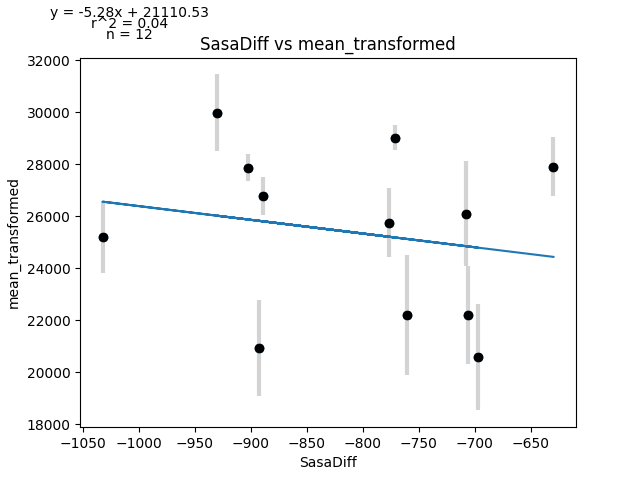 y = -5.28x + 21110.53
r^2 = 0.04
n = 12
SasaDiff vs mean_transformed
32000
30000
28000
26000
24000
22000
20000
18000
mean_transformed
−1050 −1000 −950 −900 −850 −800 −750 −700 −650
SasaDiff